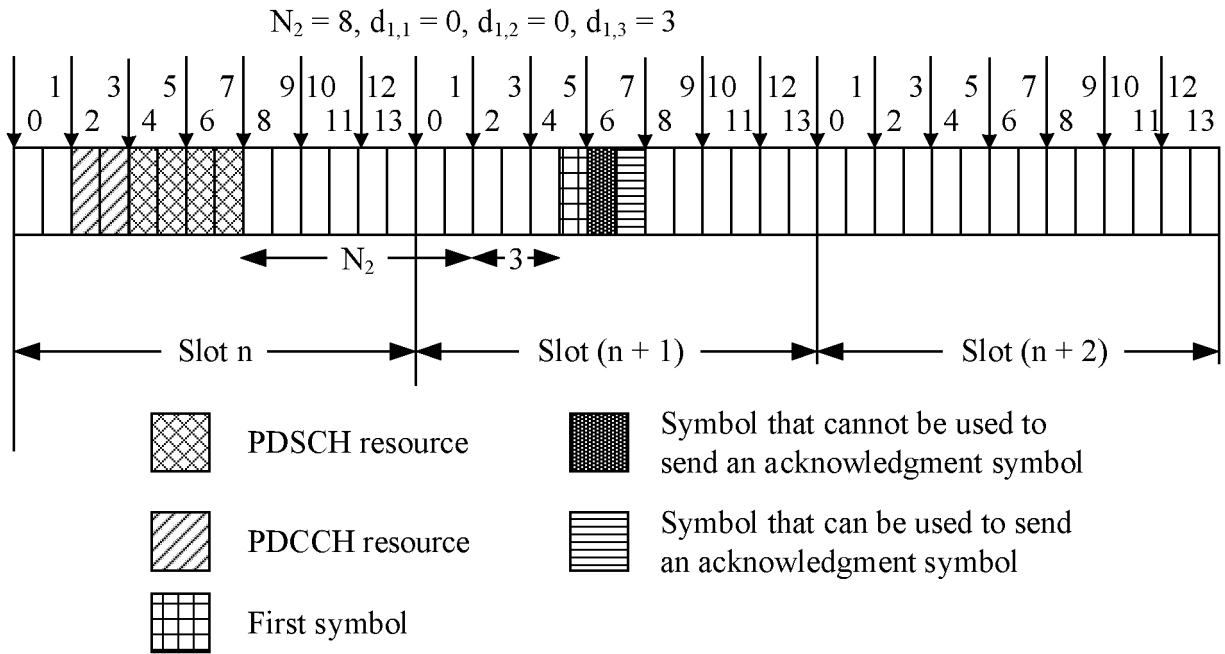 N₂ = 8, d₁,₁ = 0, d₁,₂ = 0, d₁,₃ = 3
1 3 5 7 9 10 12 1 3 5 7 9 10 12 1 3 5 7 9 10 12
0 2 4 6 8 11 13 0 2 4 6 8 11 13 0 2 4 6 8 11 13
N₂ 3
Slot n Slot (n + 1) Slot (n + 2)
PDSCH resource
Symbol that cannot be used to
send an acknowledgment symbol
PDCCH resource
Symbol that can be used to send
an acknowledgment symbol
First symbol